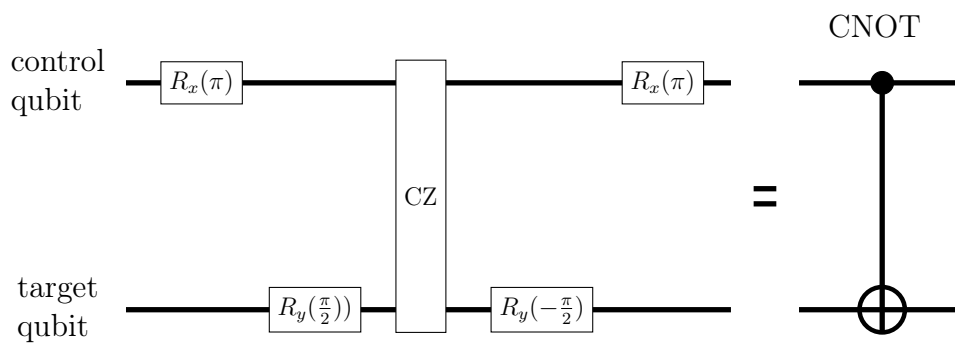 CNOT
control
qubit
R_x(π)
R_x(π)
CZ
=
target
qubit
R_y(π/2))
R_y(-π/2)